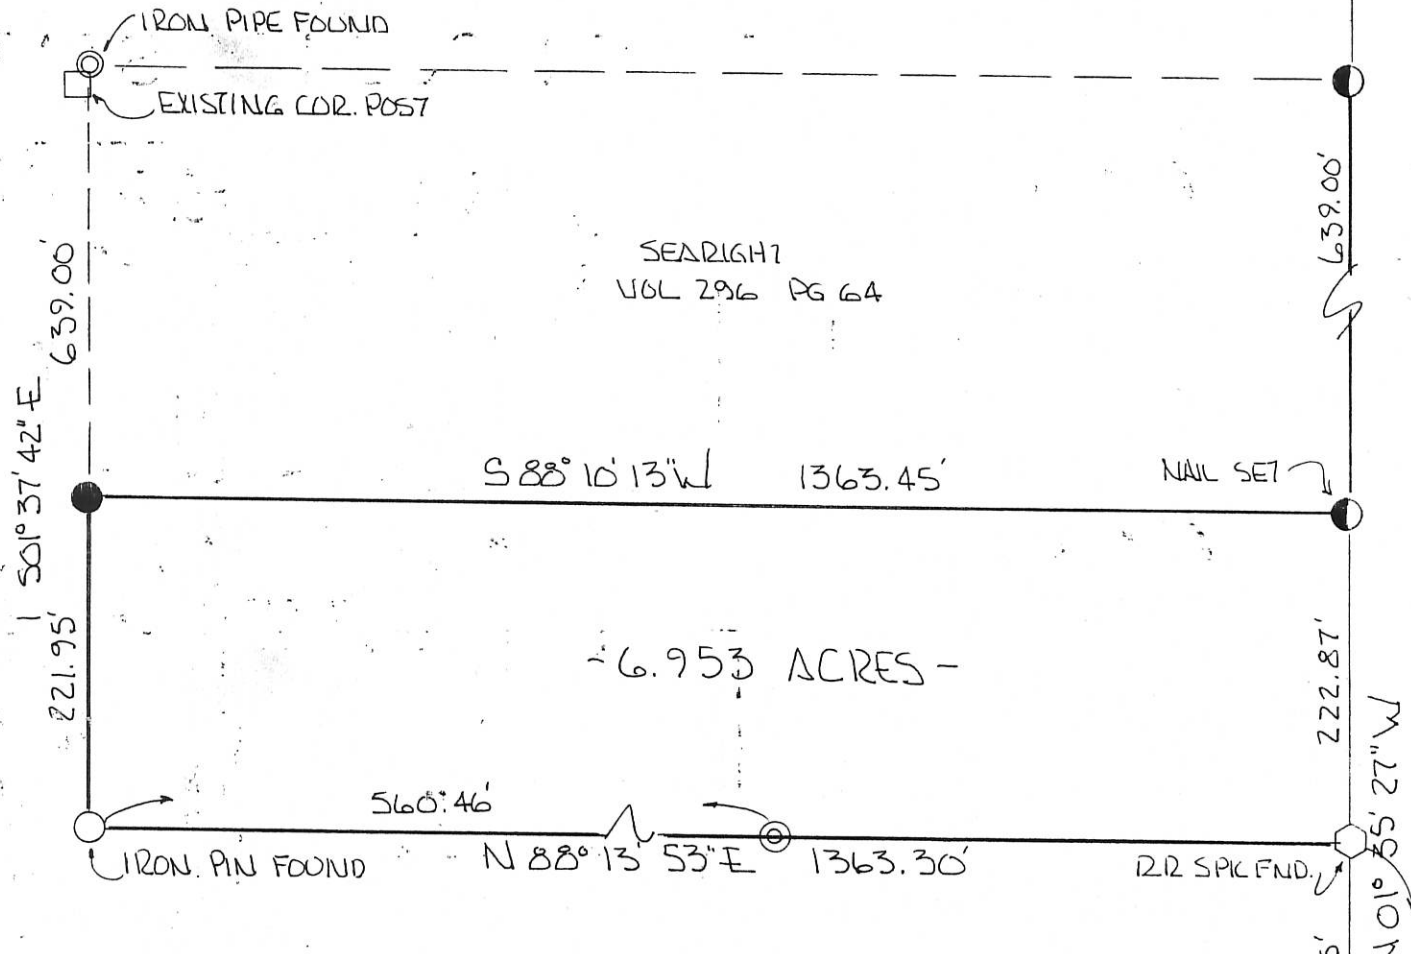 IRON PIPE FOUND
EXISTING COR. POST
639.00'
639.00'
SEARIGHT
VOL 296 PG 64
S01° 37' 42" E
S 88° 10' 13" W 1363.45'
NAIL SET
221.95'
-6.953 ACRES-
222.87'
560.46'
IRON PIN FOUND
N 88° 13' 53" E 1363.30'
RR SPK FND.
N 01° 35' 27" W